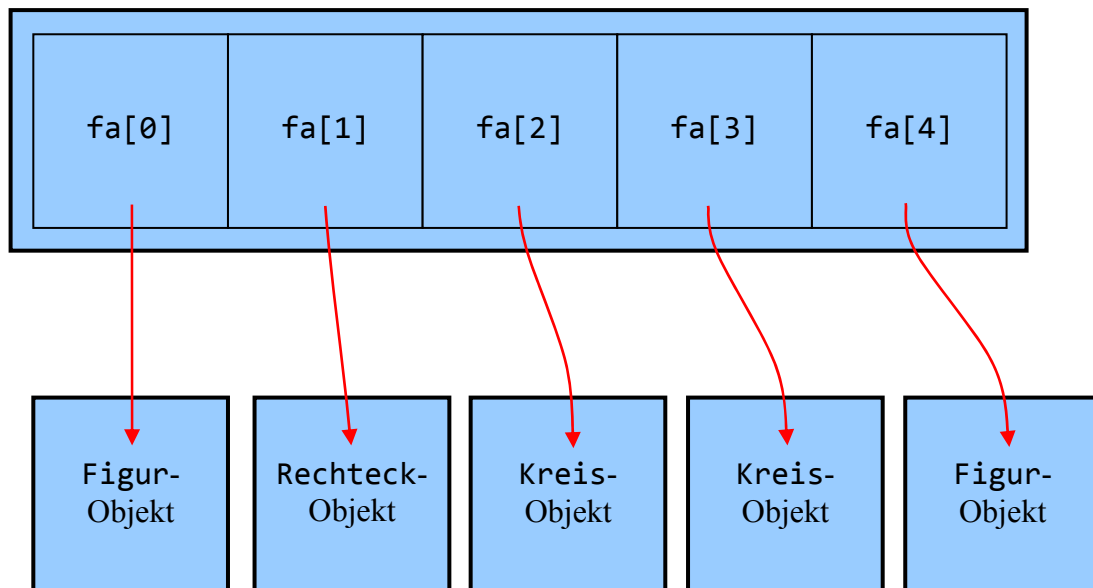 fa[0] fa[1] fa[2] fa[3] fa[4]
Figur-
Objekt
Rechteck-
Objekt
Kreis-
Objekt
Kreis-
Objekt
Figur-
Objekt